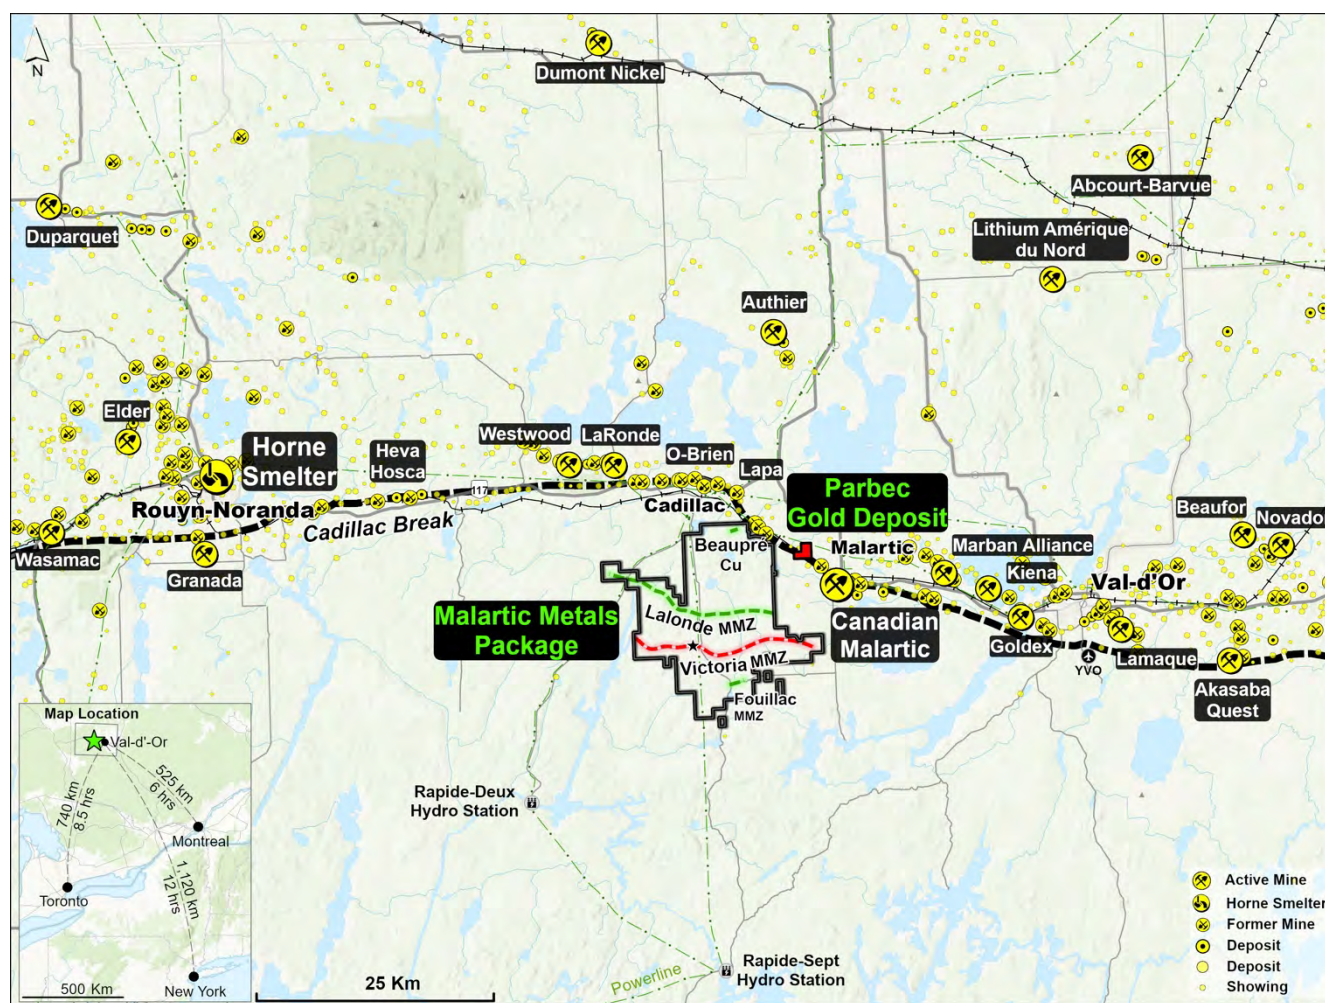 N
Dumont Nickel
Abcourt-Barvue
Duparquet
Lithium Amérique
du Nord
Authier
Elder
Horne
Smelter
Heva
Hosca
Westwood
LaRonde
O-Brien
Lapa
117
Parbec
Gold Deposit
Rouyn-Noranda
Cadillac Break
Cadillac
Beaupré
Cu
Malartic
Marban Alliance
Kiena
Beaufor
Novador
Wasamac
Granada
Val-d'Or
Malartic Metals
Package
Lalonde MMZ
Canadian
Malartic
Goldex
Lamaque
YVO
Victoria MMZ
Akasaba
Quest
Fouillac
MMZ
Map Location
Val-d'-Or
525 km
6 hrs
740 km
8.5 hrs
Montreal
1,120 km
12 hrs
Toronto
New York
500 Km
Rapide-Deux
Hydro Station
25 Km
Powerline
Rapide-Sept
Hydro Station
Active Mine
Horne Smelter
Former Mine
Deposit
Deposit
Showing